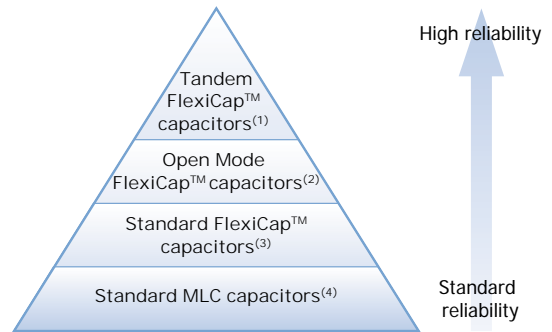 Tandem
FlexiCap™
capacitors⁽¹⁾
Open Mode
FlexiCap™ capacitors⁽²⁾
Standard FlexiCap™
capacitors⁽³⁾
Standard MLC capacitors⁽⁴⁾
High reliability
Standard
reliability